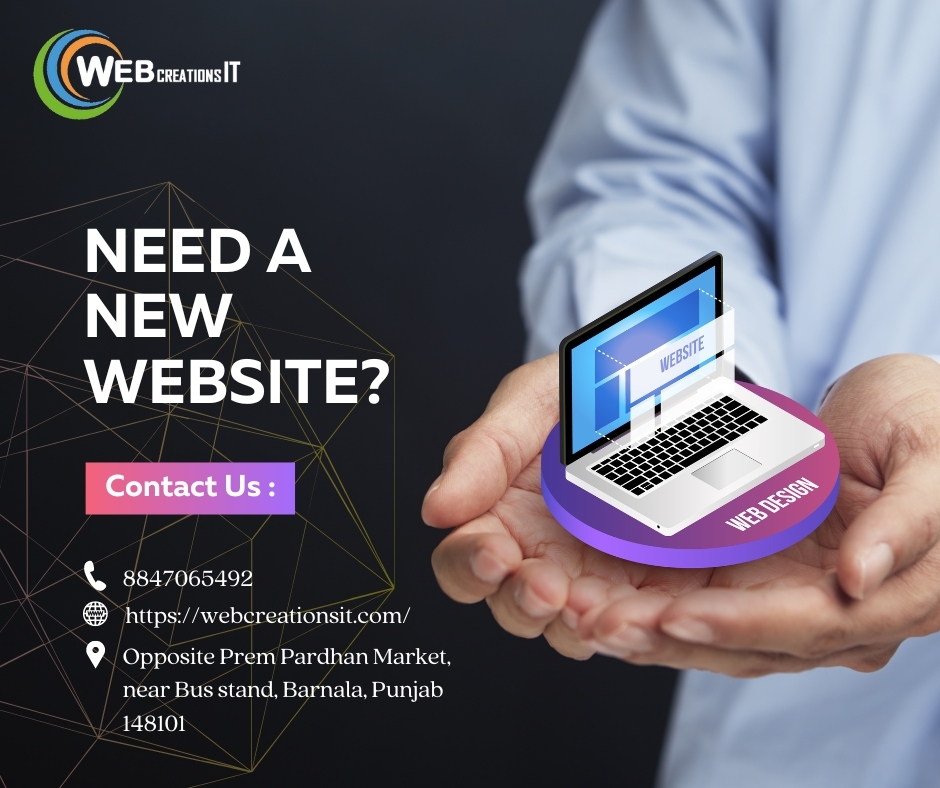 WEB CREATIONS IT
NEED A
NEW
WEBSITE?
Contact Us :
8847065492
https://webcreationsit.com/
Opposite Prem Pardhan Market,
near Bus stand, Barnala, Punjab
148101
WEBSITE
WEB DESIGN